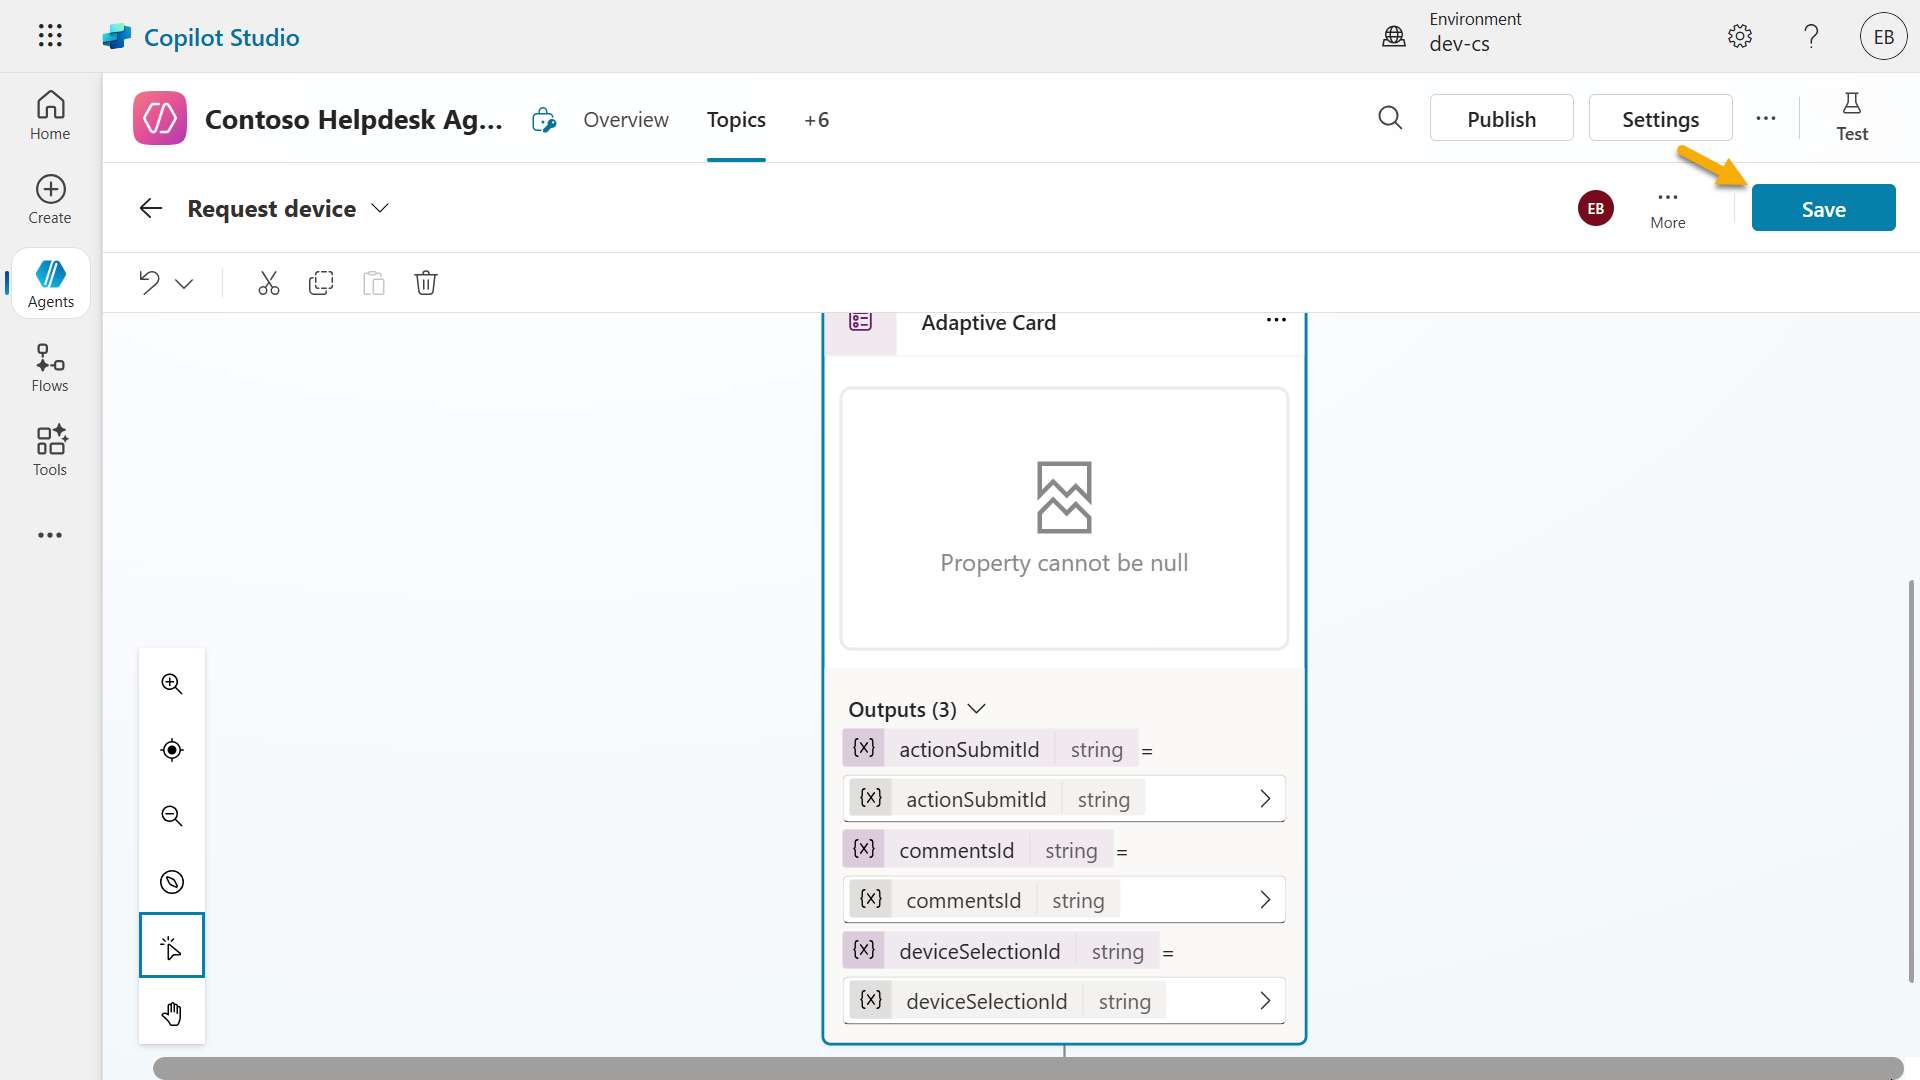 Copilot Studio
Environment
dev-cs
EB
Home
Create
Agents
Flows
Tools
Contoso Helpdesk Ag...
Overview
Topics
+6
Publish
Settings
Test
Request device
EB
More
Save
Adaptive Card
Property cannot be null
Outputs (3)
{x} actionSubmitId string =
{x} actionSubmitId string
{x} commentsId string =
{x} commentsId string
{x} deviceSelectionId string =
{x} deviceSelectionId string